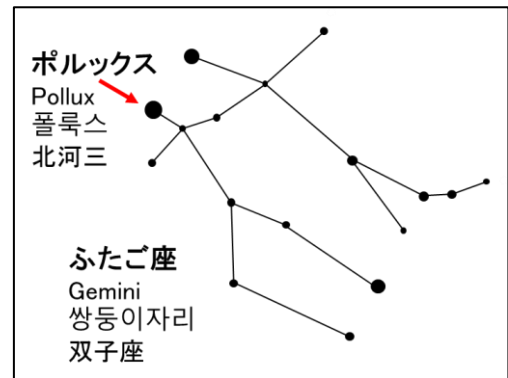 ポルックス
Pollux
폴룩스
北河三
ふたご座
Gemini
쌍둥이자리
双子座